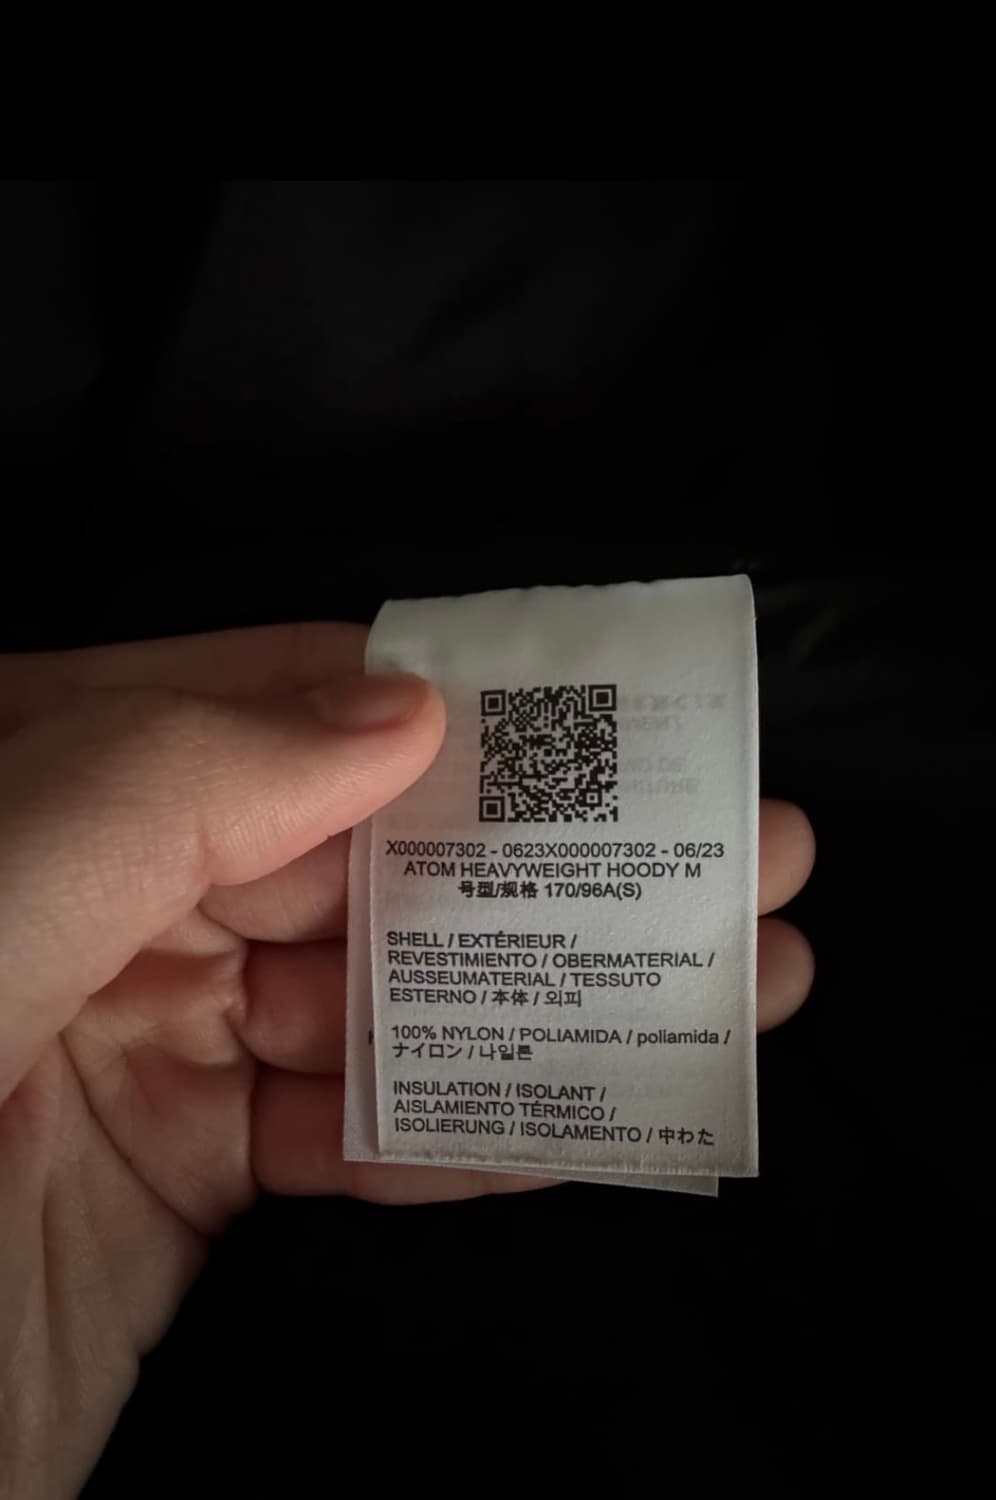 X000007302 - 0623X000007302 - 06/23
ATOM HEAVYWEIGHT HOODY M
号型/规格 170/96A(S)
SHELL / EXTÉRIEUR /
REVESTIMIENTO / OBERMATERIAL /
AUSSEUMATERIAL / TESSUTO
ESTERNO / 本体 / 외피
100% NYLON / POLIAMIDA / poliamida /
ナイロン / 나일론
INSULATION / ISOLANT /
AISLAMIENTO TÉRMICO /
ISOLIERUNG / ISOLAMENTO / 中わた